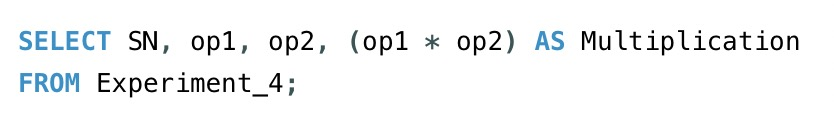 SELECT SN, op1, op2, (op1 * op2) AS Multiplication
FROM Experiment_4;